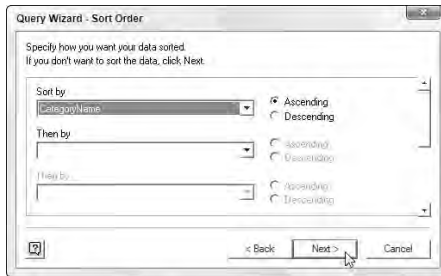 Query Wizard - Sort Order
Specify how you want your data sorted.
If you don't want to sort the data, click Next.
Sort by
CategoryName
Ascending
Descending
Then by
Ascending
Descending
Then by
Ascending
Descending
?
< Back
Next >
Cancel